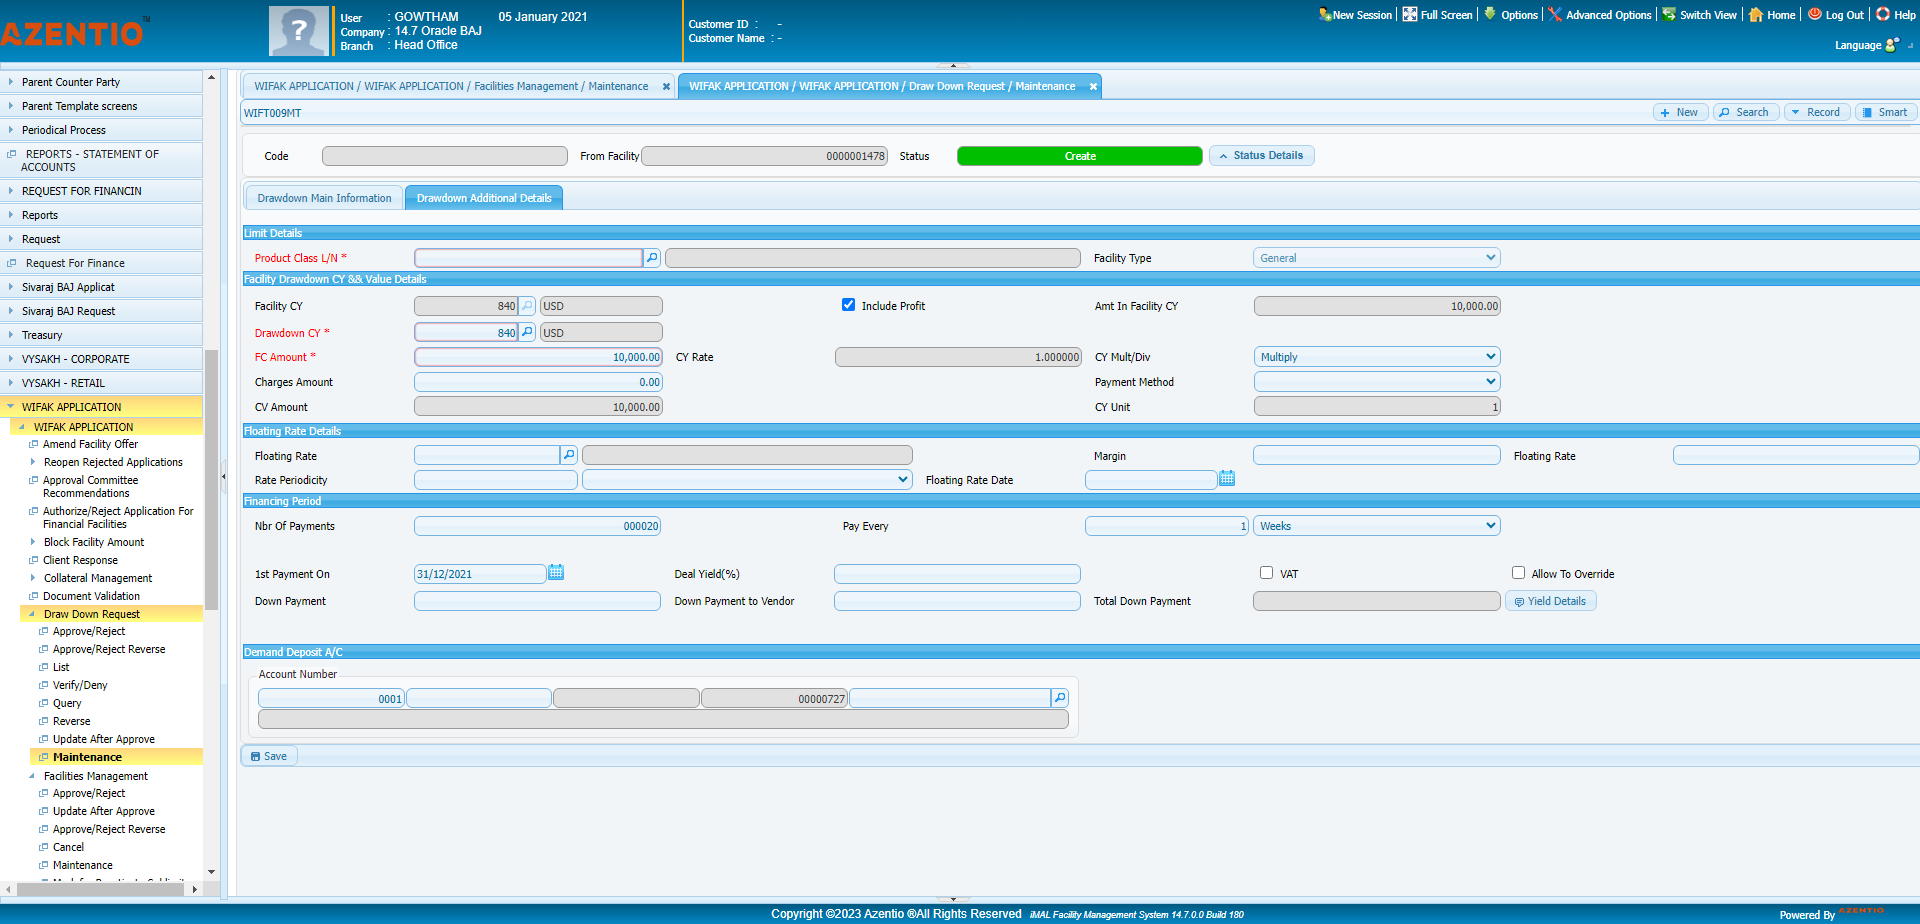 AZENTIO™
User : GOWTHAM 05 January 2021
Company : 14.7 Oracle BAJ
Branch : Head Office
Customer ID : -
Customer Name : -
New Session Full Screen Options Advanced Options Switch View Home Log Out Help
Language
Parent Counter Party
Parent Template screens
Periodical Process
REPORTS - STATEMENT OF ACCOUNTS
REQUEST FOR FINANCIN
Reports
Request
Request For Finance
Sivaraj BAJ Applicat
Sivaraj BAJ Request
Treasury
VYSAKH - CORPORATE
VYSAKH - RETAIL
WIFAK APPLICATION
WIFAK APPLICATION
Amend Facility Offer
Reopen Rejected Applications
Approval Committee
Recommendations
Authorize/Reject Application For
Financial Facilities
Block Facility Amount
Client Response
Collateral Management
Document Validation
Draw Down Request
Approve/Reject
Approve/Reject Reverse
List
Verify/Deny
Query
Reverse
Update After Approve
Maintenance
Facilities Management
Approve/Reject
Update After Approve
Approve/Reject Reverse
Cancel
Maintenance
WIFAK APPLICATION / WIFAK APPLICATION / Facilities Management / Maintenance
WIFAK APPLICATION / WIFAK APPLICATION / Draw Down Request / Maintenance
WIFT009MT
New Search Record Smart
Code From Facility 0000001478 Status Create Status Details
Drawdown Main Information Drawdown Additional Details
Limit Details
Product Class L/N * Facility Type General
Facility Drawdown CY && Value Details
Facility CY 840 USD Include Profit Amt In Facility CY 10,000.00
Drawdown CY * 840 USD
FC Amount * 10,000.00 CY Rate 1.000000 CY Mult/Div Multiply
Charges Amount 0.00 Payment Method
CV Amount 10,000.00 CY Unit 1
Floating Rate Details
Floating Rate Margin Floating Rate
Rate Periodicity Floating Rate Date
Financing Period
Nbr Of Payments 000020 Pay Every 1 Weeks
1st Payment On 31/12/2021 Deal Yield(%) VAT Allow To Override
Down Payment Down Payment to Vendor Total Down Payment Yield Details
Demand Deposit A/C
Account Number
0001 00000727
Save
Copyright ©2023 Azentio ®All Rights Reserved iMAL Facility Management System 14.7.0.0 Build 180
Powered By AZENTIO